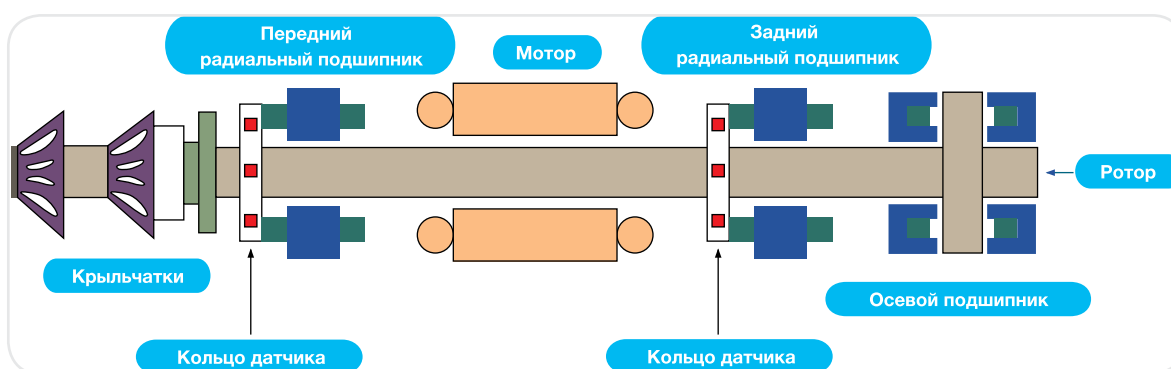 Передний
радиальный подшипник
Мотор
Задний
радиальный подшипник
Ротор
Крыльчатки
Осевой подшипник
Кольцо датчика
Кольцо датчика